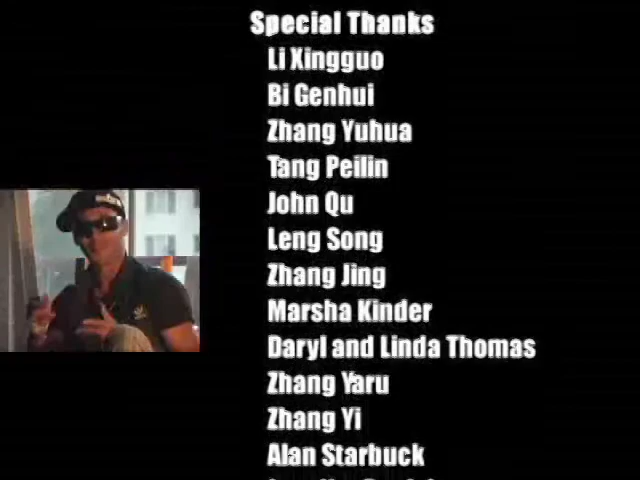 Special Thanks
Li Xingguo
Bi Genhui
Zhang Yuhua
Tang Peilin
John Qu
Leng Song
Zhang Jing
Marsha Kinder
Daryl and Linda Thomas
Zhang Yaru
Zhang Yi
Alan Starbuck